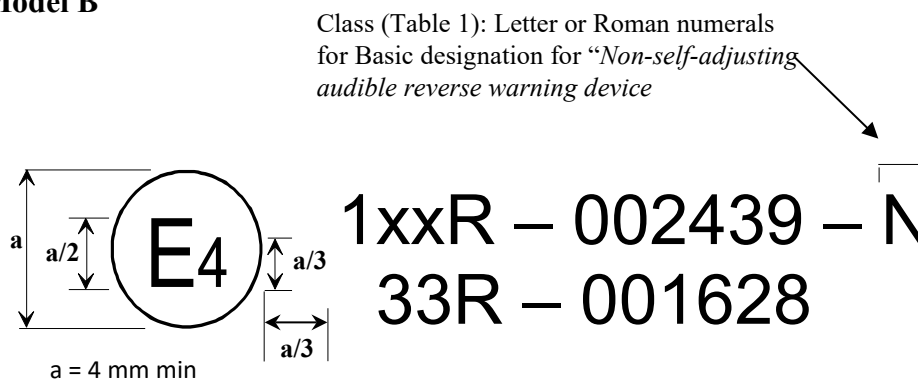 Model B
Class (Table 1): Letter or Roman numerals
for Basic designation for “Non-self-adjusting
audible reverse warning device
a
a/2
E4
a/3
a/3
1xxR – 002439 – N
33R – 001628
a = 4 mm min